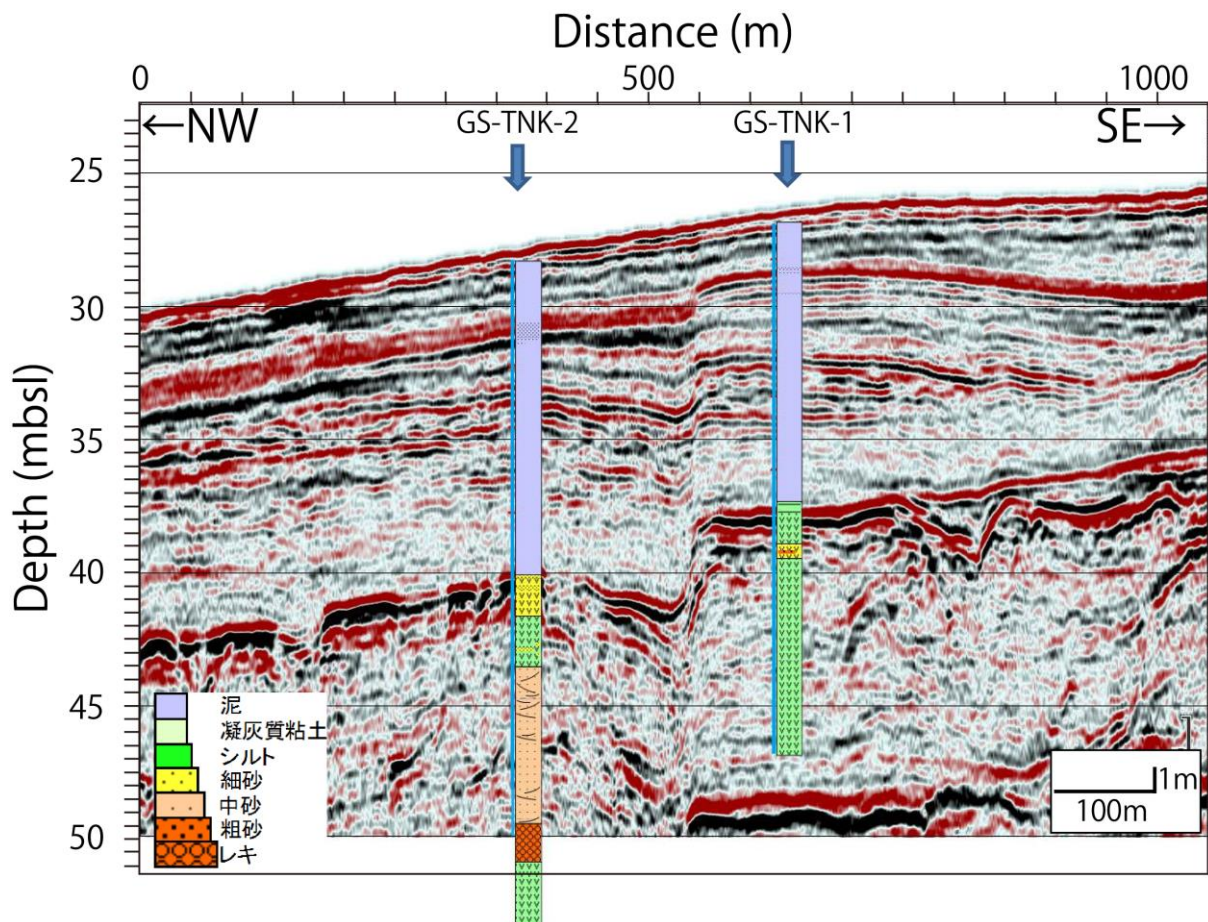 Distance (m)
0 500 1000
←NW GS-TNK-2 GS-TNK-1 SE→
Depth (mbsl)
25
30
35
40
45
50
泥
凝灰質粘土
シルト
細砂
中砂
粗砂
レキ
1m
100m